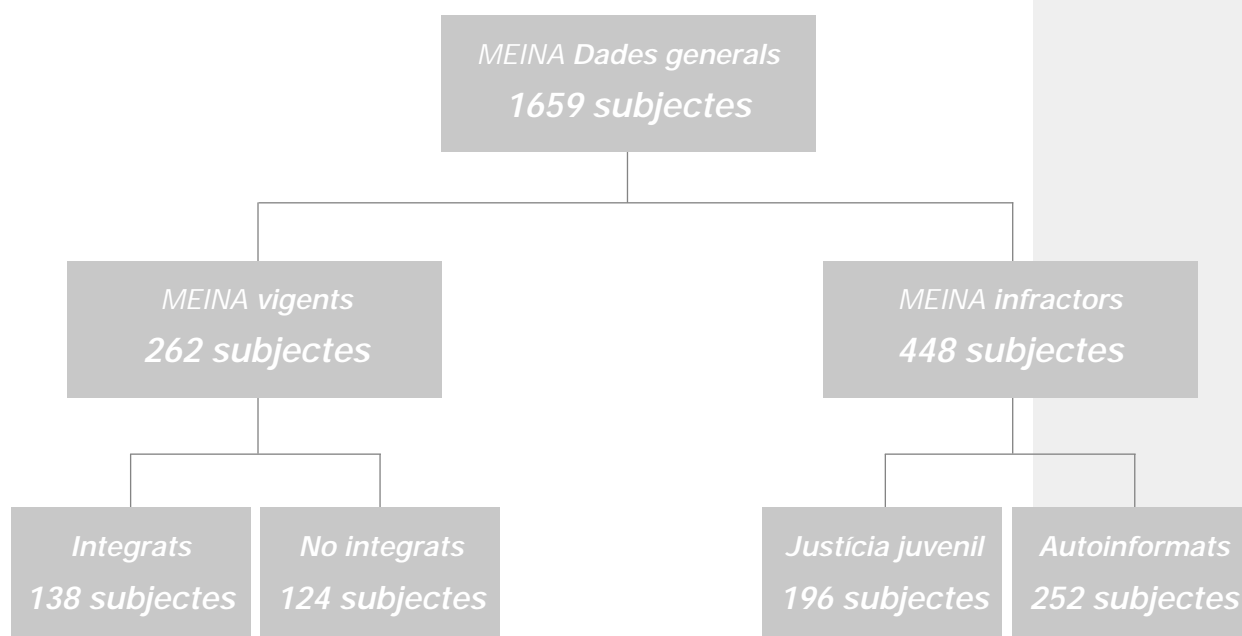 MEINA Dades generals
1659 subjectes
MEINA vigents
262 subjectes
MEINA infractors
448 subjectes
Integrats
138 subjectes
No integrats
124 subjectes
Justícia juvenil
196 subjectes
Autoinformats
252 subjectes